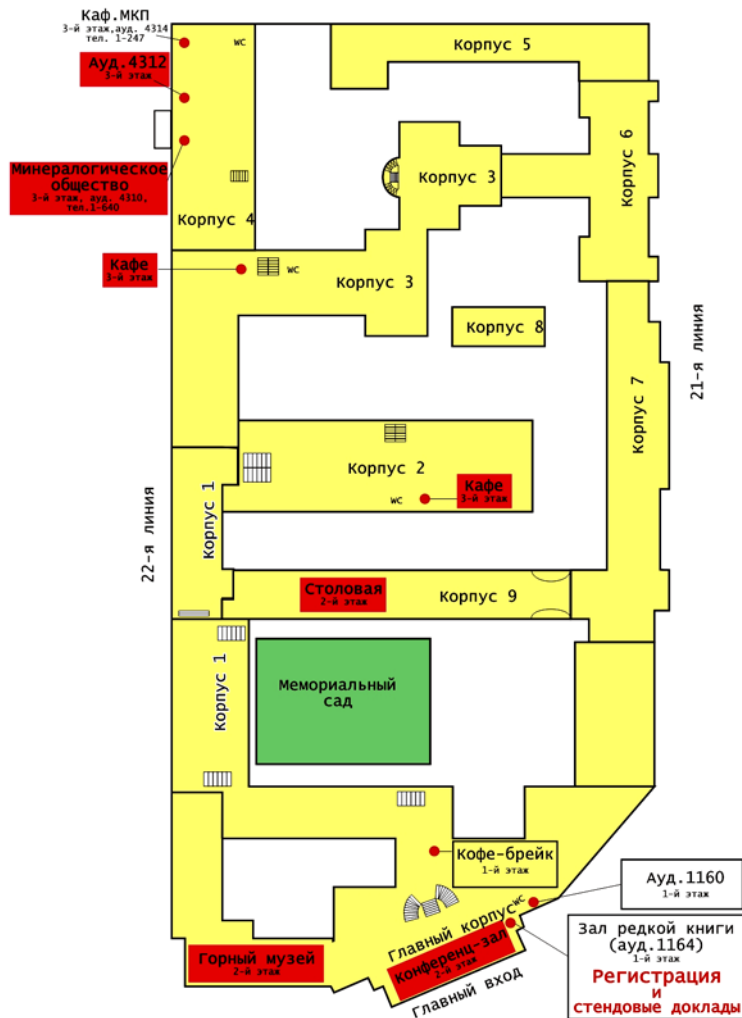 Каф.МКП
3-й этаж,ауд. 4314
тел. 1-247
WC
Корпус 5
Ауд.4312
3-й этаж
Минералогическое
общество
3-й этаж, ауд. 4310,
тел.1-640
Корпус 4
Корпус 3
Корпус 6
Кафе
3-й этаж
WC
Корпус 3
Корпус 8
21-я линия
Корпус 7
Корпус 2
Кафе
3-й этаж
WC
Корпус 1
22-я линия
Столовая
2-й этаж
Корпус 9
Корпус 1
Мемориальный
сад
Кофе-брейк
1-й этаж
Ауд.1160
1-й этаж
WC
Главный корпус
Зал редкой книги
(ауд.1164)
1-й этаж
Регистрация
и
стендовые доклады
Горный музей
2-й этаж
Конференц-зал
2-й этаж
Главный вход